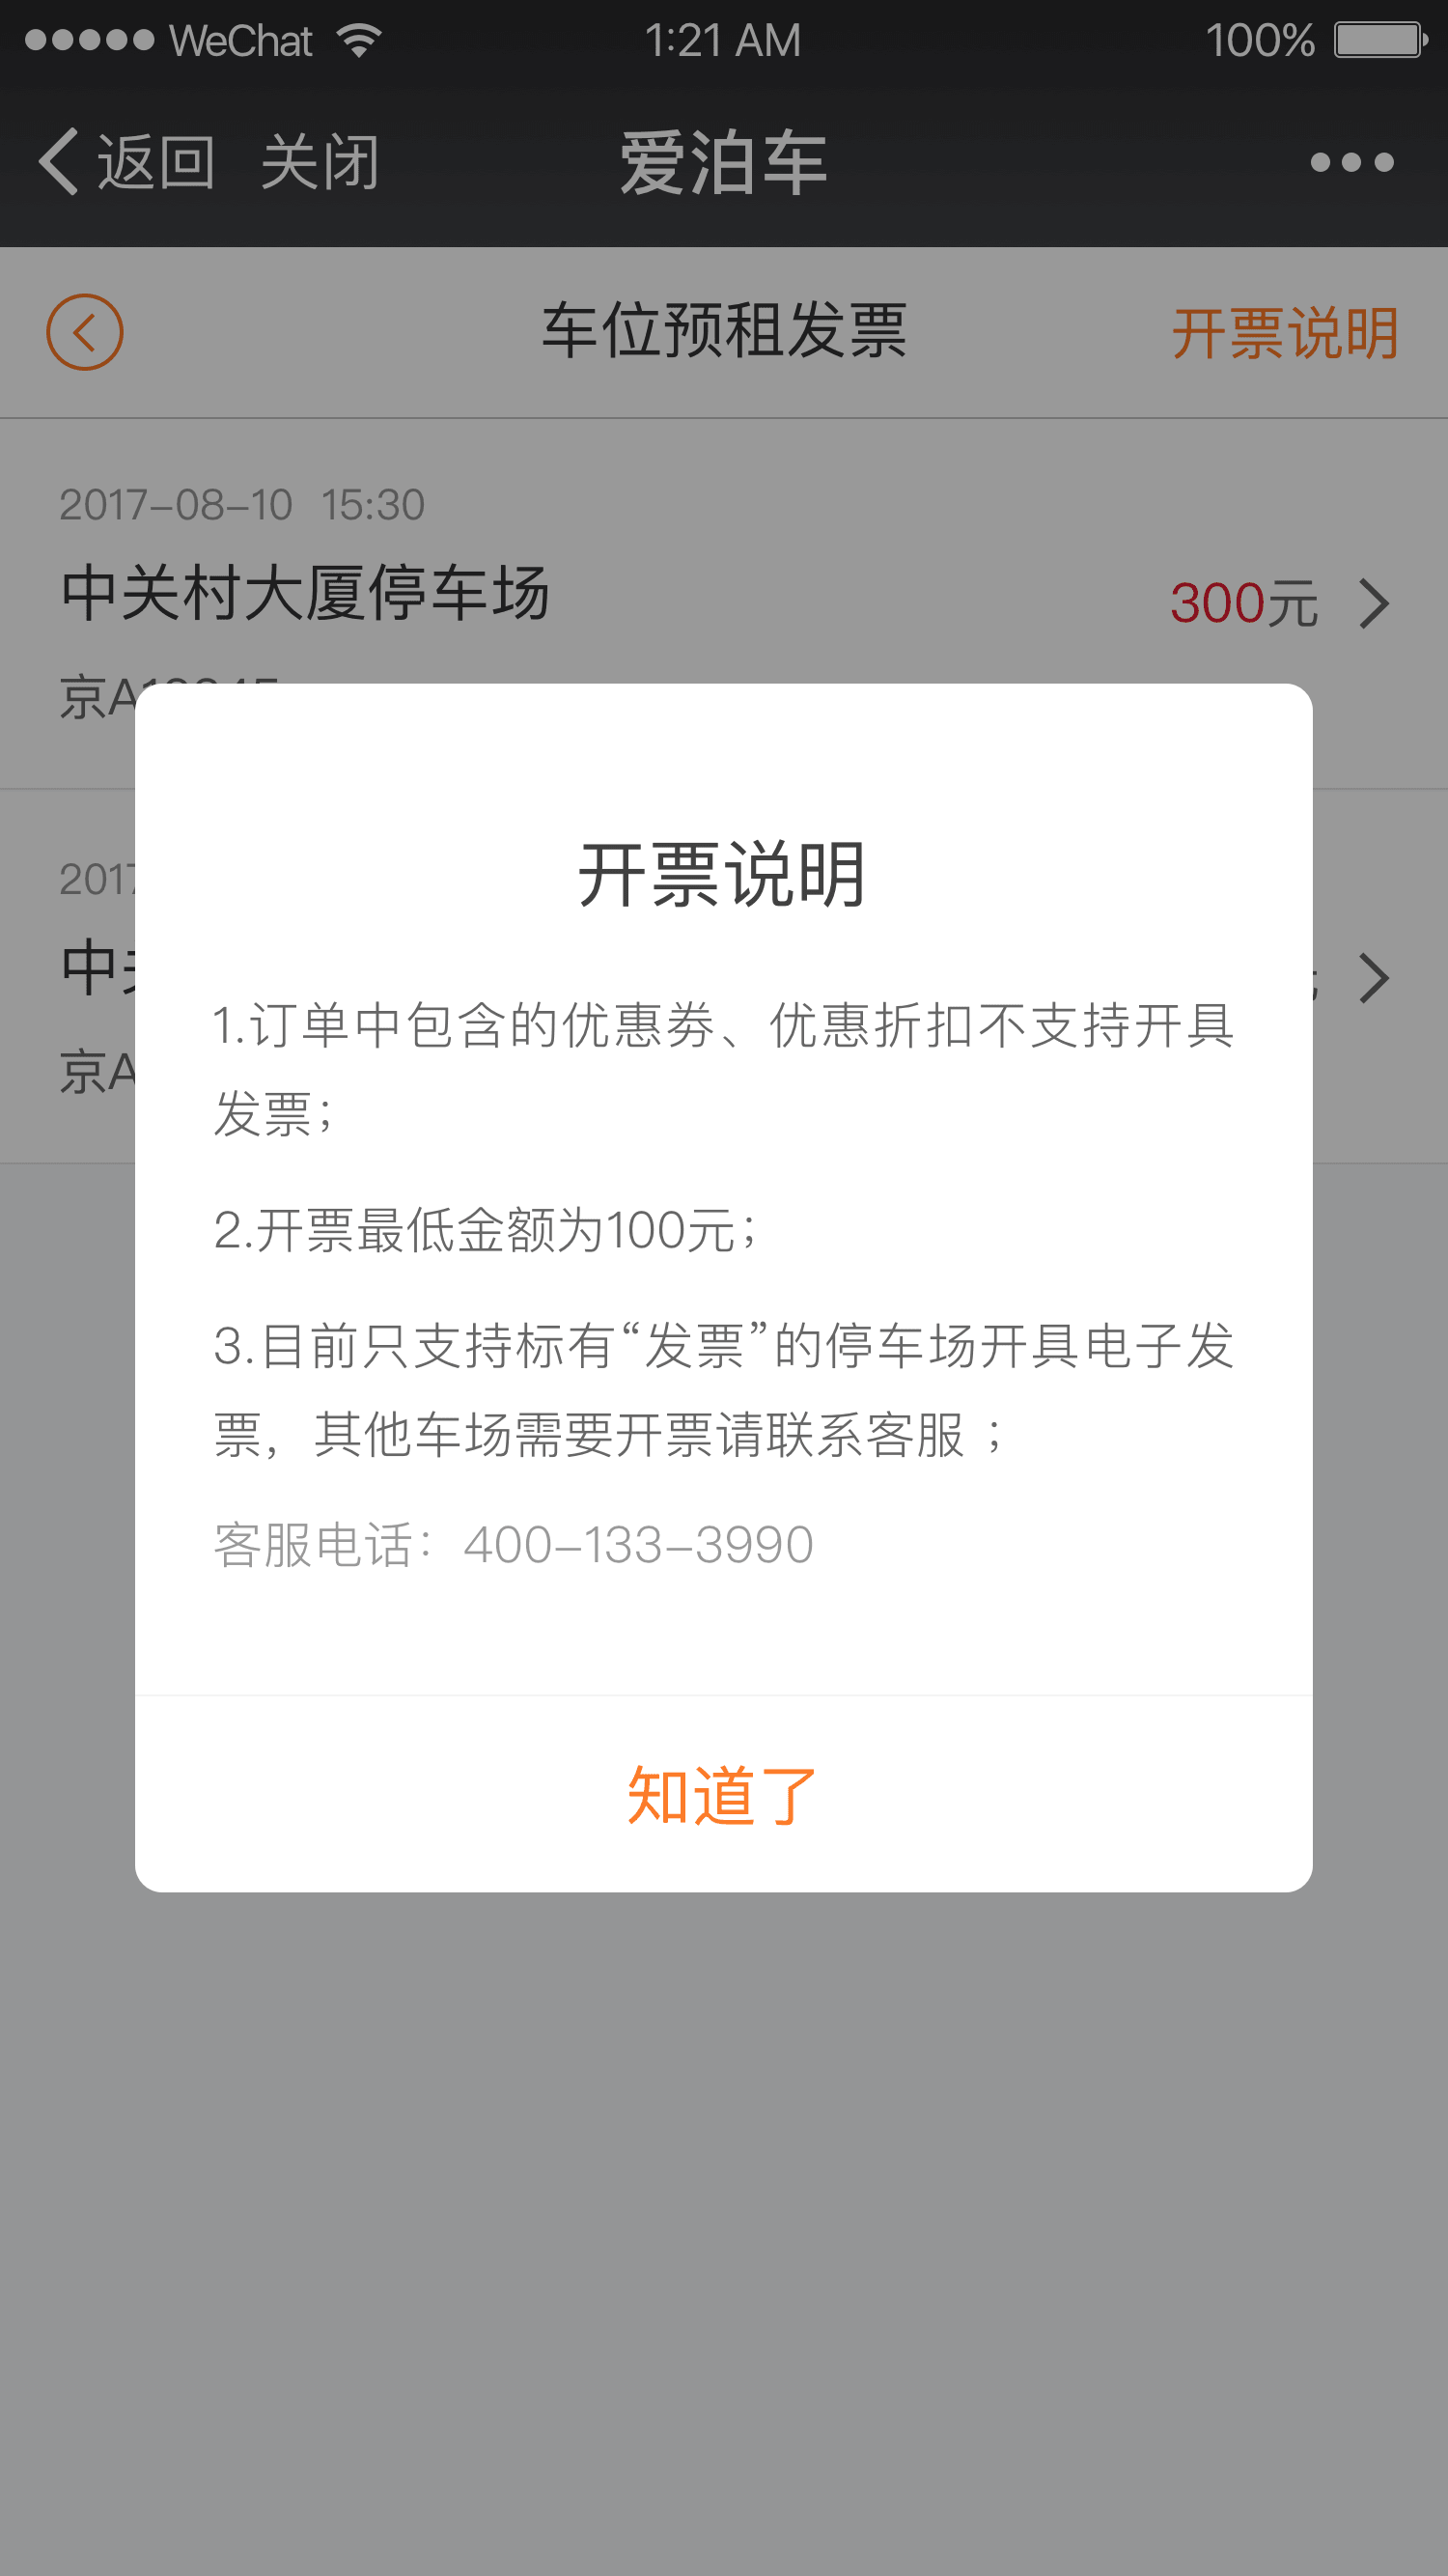 WeChat 1:21 AM 100%
返回 关闭 爱泊车
车位预租发票 开票说明
2017-08-10 15:30
中关村大厦停车场
300元
京A
开票说明
1.订单中包含的优惠劵、优惠折扣不支持开具
发票；
2.开票最低金额为100元；
3.目前只支持标有“发票”的停车场开具电子发
票，其他车场需要开票请联系客服 ；
客服电话：400-133-3990
知道了
2017
中
京A